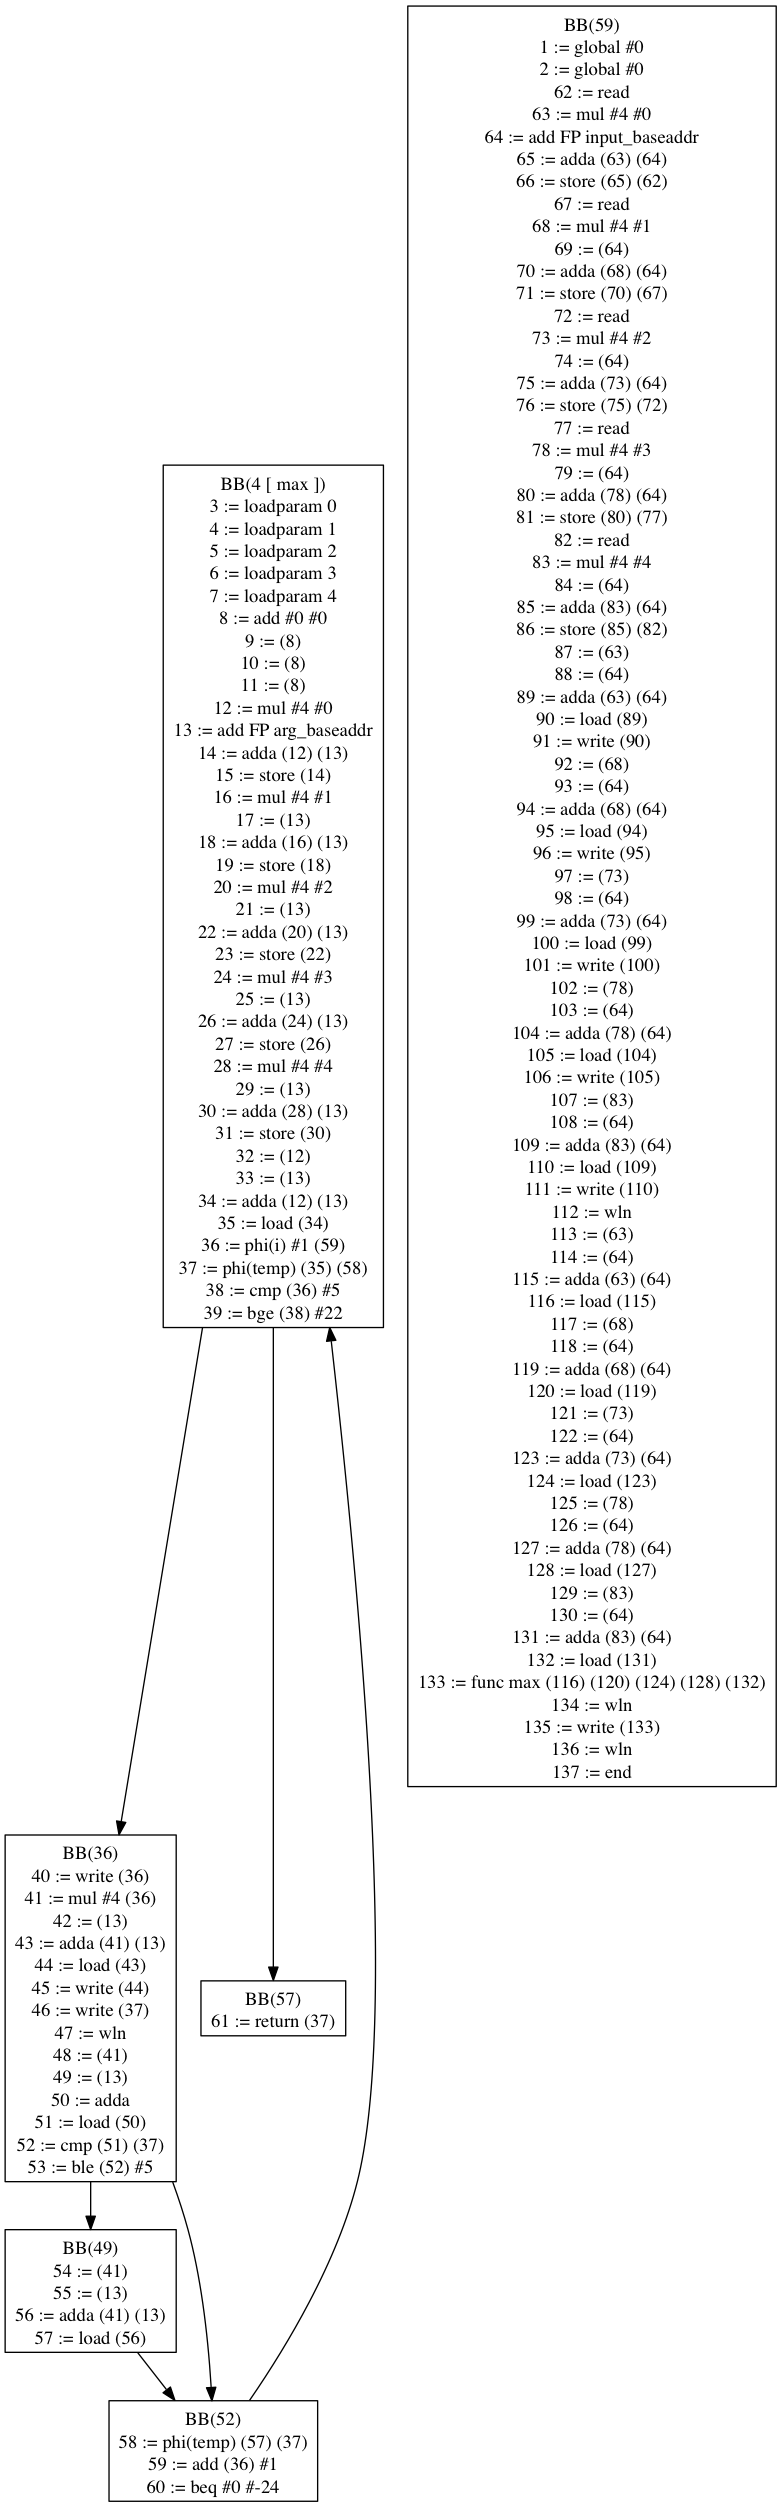 BB(59)
1 := global #0
2 := global #0
62 := read
63 := mul #4 #0
64 := add FP input_baseaddr
65 := adda (63) (64)
66 := store (65) (62)
67 := read
68 := mul #4 #1
69 := (64)
70 := adda (68) (64)
71 := store (70) (67)
72 := read
73 := mul #4 #2
74 := (64)
75 := adda (73) (64)
76 := store (75) (72)
77 := read
78 := mul #4 #3
79 := (64)
80 := adda (78) (64)
81 := store (80) (77)
82 := read
83 := mul #4 #4
84 := (64)
85 := adda (83) (64)
86 := store (85) (82)
87 := (63)
88 := (64)
89 := adda (63) (64)
90 := load (89)
91 := write (90)
92 := (68)
93 := (64)
94 := adda (68) (64)
95 := load (94)
96 := write (95)
97 := (73)
98 := (64)
99 := adda (73) (64)
100 := load (99)
101 := write (100)
102 := (78)
103 := (64)
104 := adda (78) (64)
105 := load (104)
106 := write (105)
107 := (83)
108 := (64)
109 := adda (83) (64)
110 := load (109)
111 := write (110)
112 := wln
113 := (63)
114 := (64)
115 := adda (63) (64)
116 := load (115)
117 := (68)
118 := (64)
119 := adda (68) (64)
120 := load (119)
121 := (73)
122 := (64)
123 := adda (73) (64)
124 := load (123)
125 := (78)
126 := (64)
127 := adda (78) (64)
128 := load (127)
129 := (83)
130 := (64)
131 := adda (83) (64)
132 := load (131)
133 := func max (116) (120) (124) (128) (132)
134 := wln
135 := write (133)
136 := wln
137 := end
BB(4 [ max ])
3 := loadparam 0
4 := loadparam 1
5 := loadparam 2
6 := loadparam 3
7 := loadparam 4
8 := add #0 #0
9 := (8)
10 := (8)
11 := (8)
12 := mul #4 #0
13 := add FP arg_baseaddr
14 := adda (12) (13)
15 := store (14)
16 := mul #4 #1
17 := (13)
18 := adda (16) (13)
19 := store (18)
20 := mul #4 #2
21 := (13)
22 := adda (20) (13)
23 := store (22)
24 := mul #4 #3
25 := (13)
26 := adda (24) (13)
27 := store (26)
28 := mul #4 #4
29 := (13)
30 := adda (28) (13)
31 := store (30)
32 := (12)
33 := (13)
34 := adda (12) (13)
35 := load (34)
36 := phi(i) #1 (59)
37 := phi(temp) (35) (58)
38 := cmp (36) #5
39 := bge (38) #22
BB(36)
40 := write (36)
41 := mul #4 (36)
42 := (13)
43 := adda (41) (13)
44 := load (43)
45 := write (44)
46 := write (37)
47 := wln
48 := (41)
49 := (13)
50 := adda
51 := load (50)
52 := cmp (51) (37)
53 := ble (52) #5
BB(57)
61 := return (37)
BB(49)
54 := (41)
55 := (13)
56 := adda (41) (13)
57 := load (56)
BB(52)
58 := phi(temp) (57) (37)
59 := add (36) #1
60 := beq #0 #-24